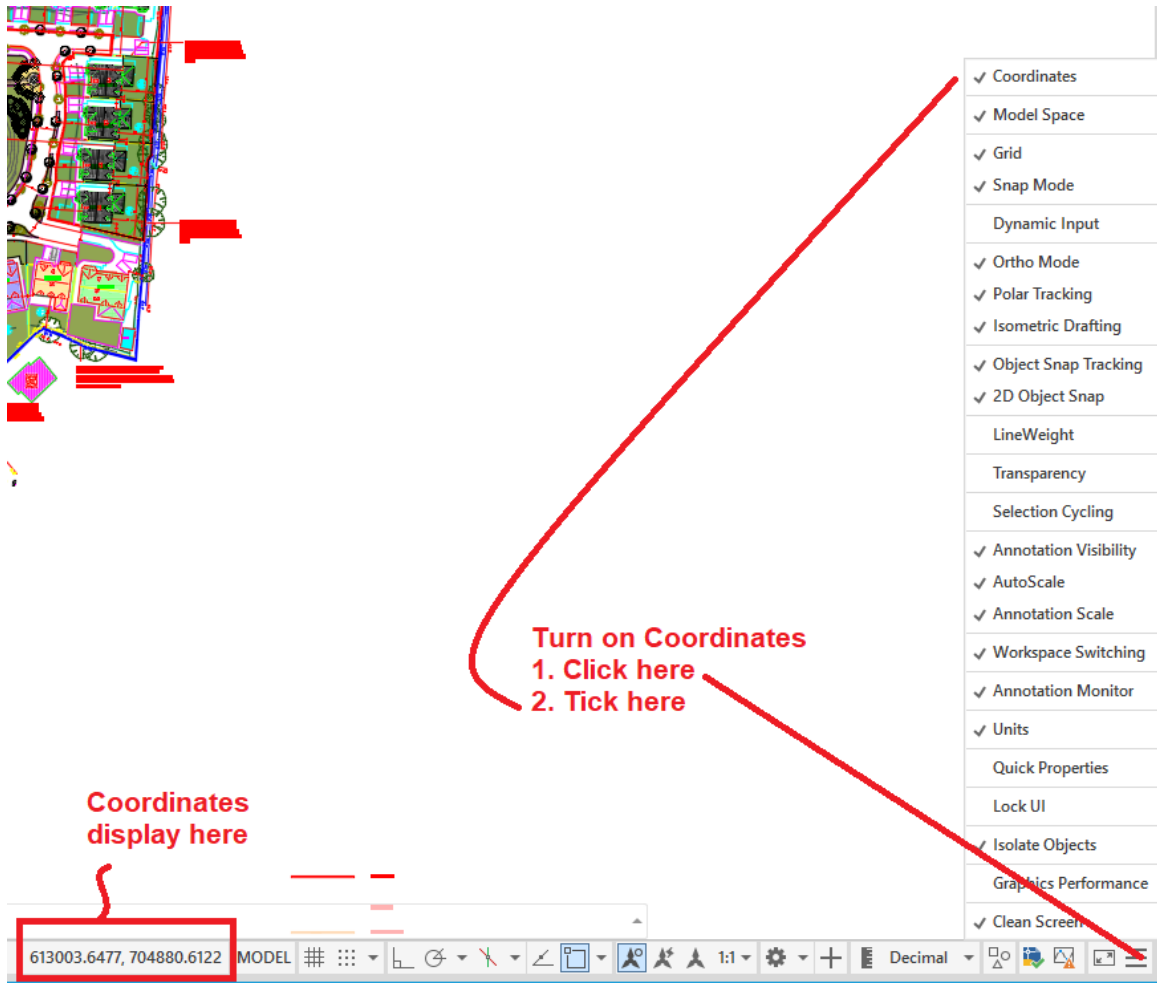 Coordinates
Model Space
Grid
Snap Mode
Dynamic Input
Ortho Mode
Polar Tracking
Isometric Drafting
Object Snap Tracking
2D Object Snap
LineWeight
Transparency
Selection Cycling
Annotation Visibility
AutoScale
Annotation Scale
Workspace Switching
Annotation Monitor
Units
Quick Properties
Lock UI
Isolate Objects
Graphics Performance
Clean Screen
Turn on Coordinates
1. Click here
2. Tick here
Coordinates
display here
613003.6477, 704880.6122 MODEL 1:1 Decimal